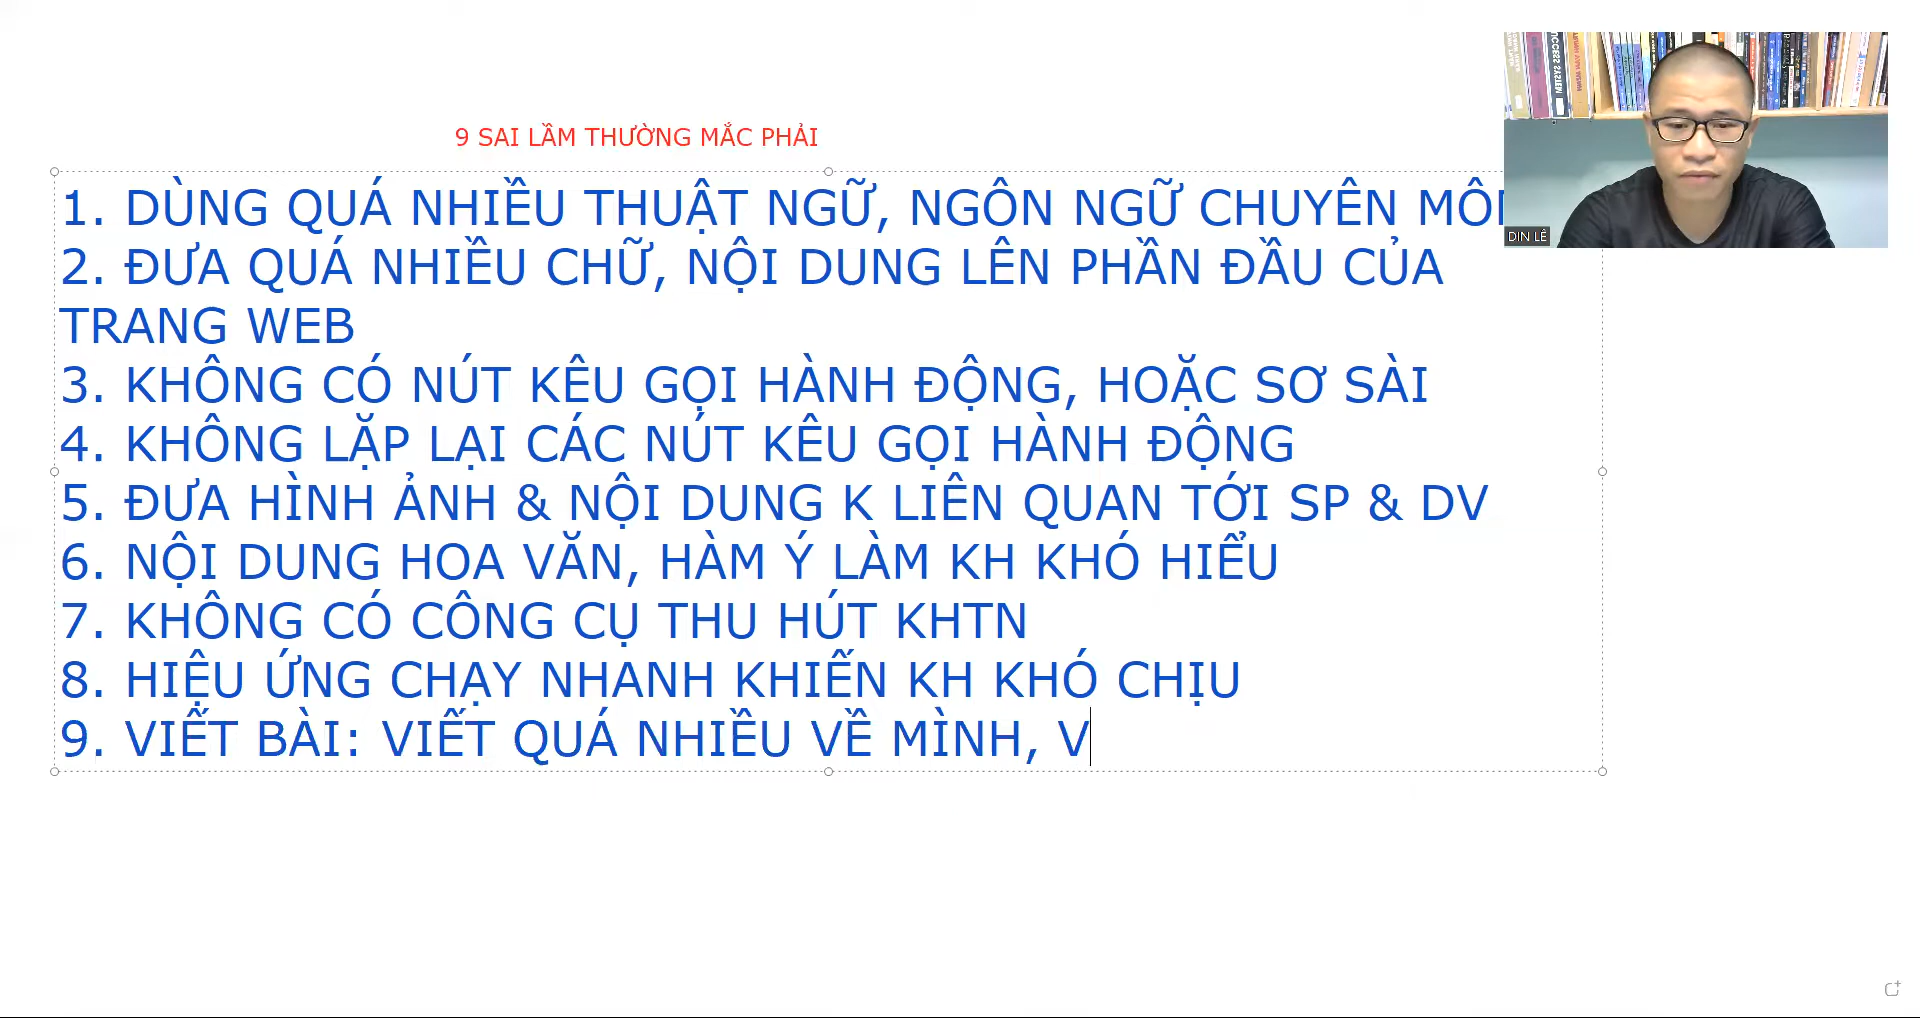 9 SAI LẦM THƯỜNG MẮC PHẢI
1. DÙNG QUÁ NHIỀU THUẬT NGỮ, NGÔN NGỮ CHUYÊN
2. ĐƯA QUÁ NHIỀU CHỮ, NỘI DUNG LÊN PHẦN ĐẦU CỦA
TRANG WEB
3. KHÔNG CÓ NÚT KÊU GỌI HÀNH ĐỘNG, HOẶC SƠ SÀI
4. KHÔNG LẶP LẠI CÁC NÚT KÊU GỌI HÀNH ĐỘNG
5. ĐƯA HÌNH ẢNH & NỘI DUNG K LIÊN QUAN TỚI SP & DV
6. NỘI DUNG HOA VĂN, HÀM Ý LÀM KH KHÓ HIỂU
7. KHÔNG CÓ CÔNG CỤ THU HÚT KHTN
8. HIỆU ỨNG CHẠY NHANH KHIẾN KH KHÓ CHỊU
9. VIẾT BÀI: VIẾT QUÁ NHIỀU VỀ MÌNH, V
DIN LÊ